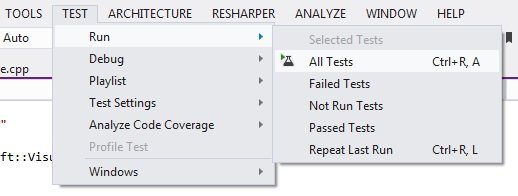 TOOLS TEST ARCHITECTURE RESHARPER ANALYZE WINDOW HELP
Auto
Run
Selected Tests
Debug
All Tests Ctrl+R, A
e.cpp
Playlist
Failed Tests
Test Settings
Not Run Tests
"
Analyze Code Coverage
Passed Tests
Profile Test
Repeat Last Run Ctrl+R, L
ft::Visu
Windows